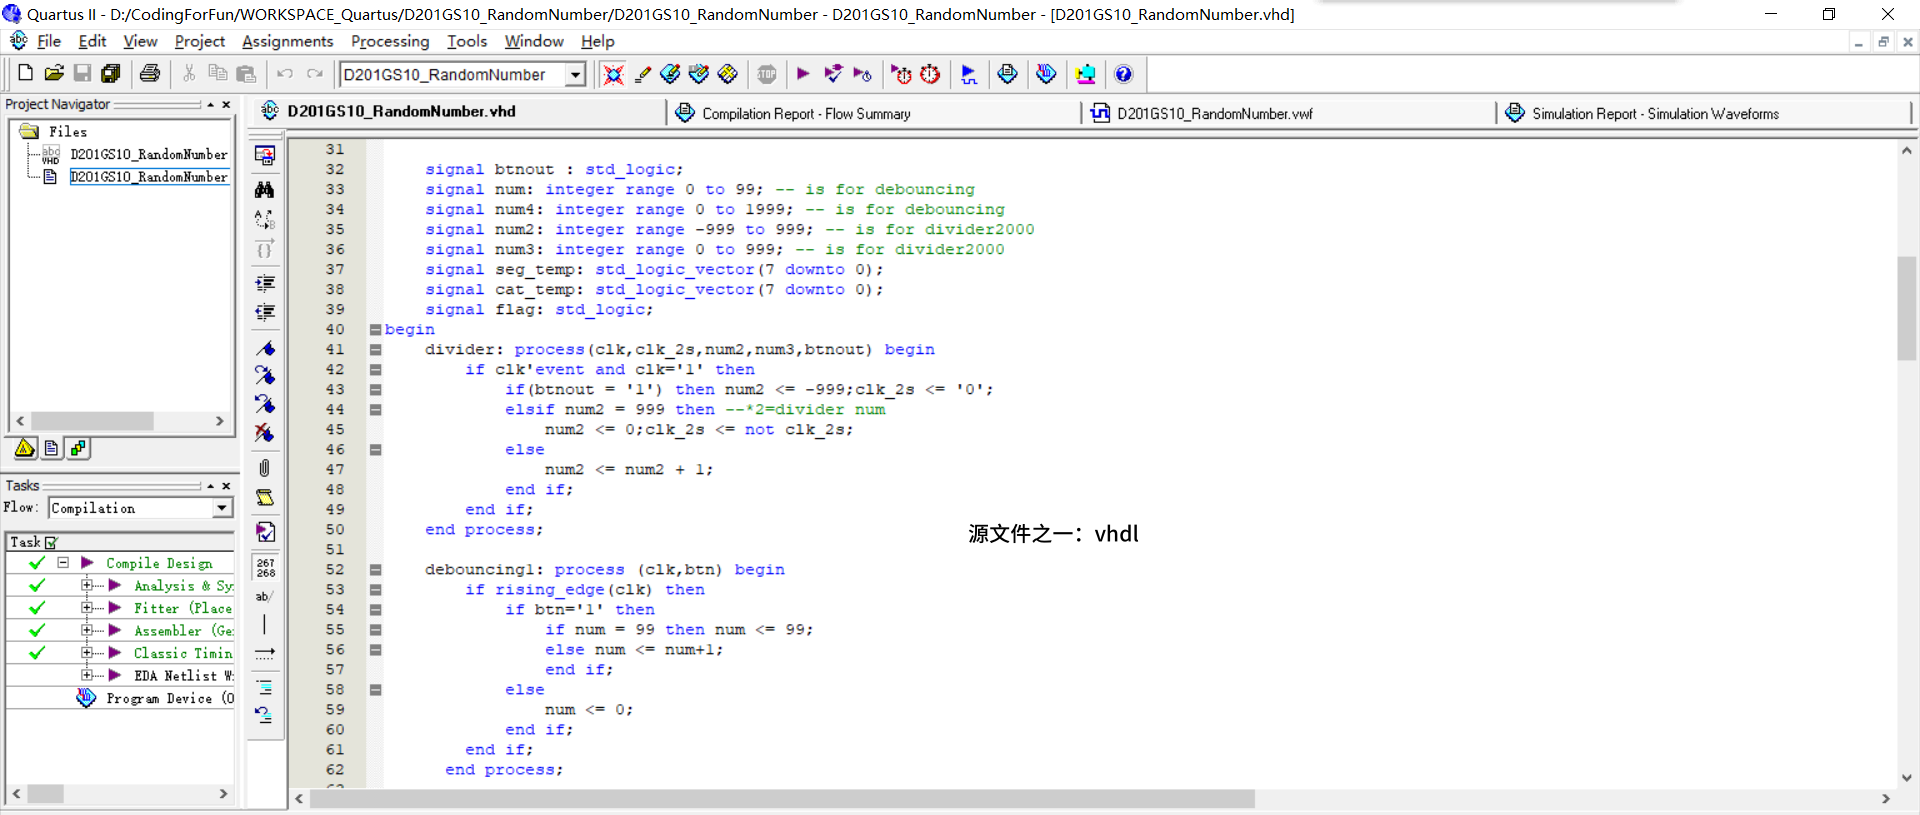 Quartus II - D:/CodingForFun/WORKSPACE_Quartus/D201GS10_RandomNumber/D201GS10_RandomNumber - D201GS10_RandomNumber - [D201GS10_RandomNumber.vhd]
File Edit View Project Assignments Processing Tools Window Help
D201GS10_RandomNumber
STOP
Project Navigator
D201GS10_RandomNumber.vhd
Compilation Report - Flow Summary
D201GS10_RandomNumber.vwf
Simulation Report - Simulation Waveforms
Files
D201GS10_RandomNumber
D201GS10_RandomNumber
Tasks
Flow: Compilation
Task
Compile Design
Analysis & Sy
Fitter (Place
Assembler (Ge
Classic Timin
EDA Netlist W
Program Device (O
267
268
ab/
31
32 signal btnout : std_logic;
33 signal num: integer range 0 to 99; -- is for debouncing
34 signal num4: integer range 0 to 1999; -- is for debouncing
35 signal num2: integer range -999 to 999; -- is for divider2000
36 signal num3: integer range 0 to 999; -- is for divider2000
37 signal seg_temp: std_logic_vector(7 downto 0);
38 signal cat_temp: std_logic_vector(7 downto 0);
39 signal flag: std_logic;
40 begin
41 divider: process(clk,clk_2s,num2,num3,btnout) begin
42 if clk'event and clk='1' then
43 if(btnout = '1') then num2 <= -999;clk_2s <= '0';
44 elsif num2 = 999 then --*2=divider num
45 num2 <= 0;clk_2s <= not clk_2s;
46 else
47 num2 <= num2 + 1;
48 end if;
49 end if;
50 end process;
51
52 debouncing1: process (clk,btn) begin
53 if rising_edge(clk) then
54 if btn='1' then
55 if num = 99 then num <= 99;
56 else num <= num+1;
57 end if;
58 else
59 num <= 0;
60 end if;
61 end if;
62 end process;
源文件之一：vhdl